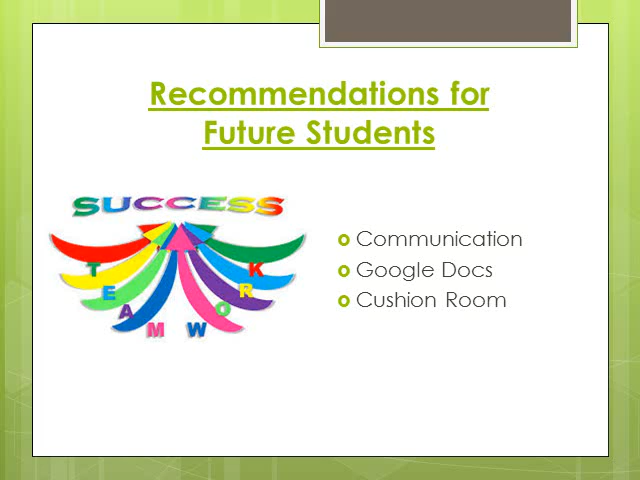 Recommendations for
Future Students
SUCCESS
TEAMWORK
Communication
Google Docs
Cushion Room